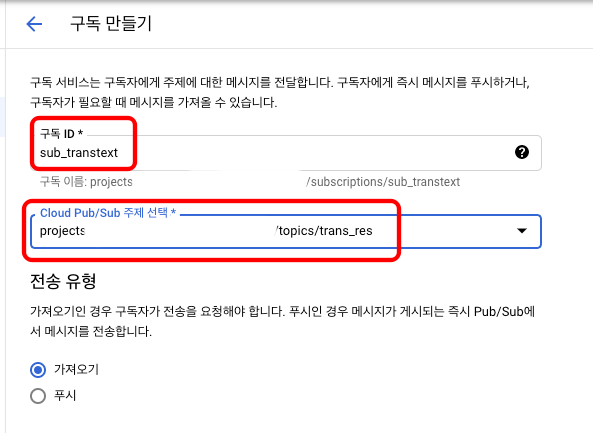 구독 만들기
구독 서비스는 구독자에게 주제에 대한 메시지를 전달합니다. 구독자에게 즉시 메시지를 푸시하거나,
구독자가 필요할 때 메시지를 가져올 수 있습니다.
구독 ID *
sub_transtext
구독 이름: projects /subscriptions/sub_transtext
Cloud Pub/Sub 주제 선택 *
projects /topics/trans_res
전송 유형
가져오기인 경우 구독자가 전송을 요청해야 합니다. 푸시인 경우 메시지가 게시되는 즉시 Pub/Sub에
서 메시지를 전송합니다.
가져오기
푸시